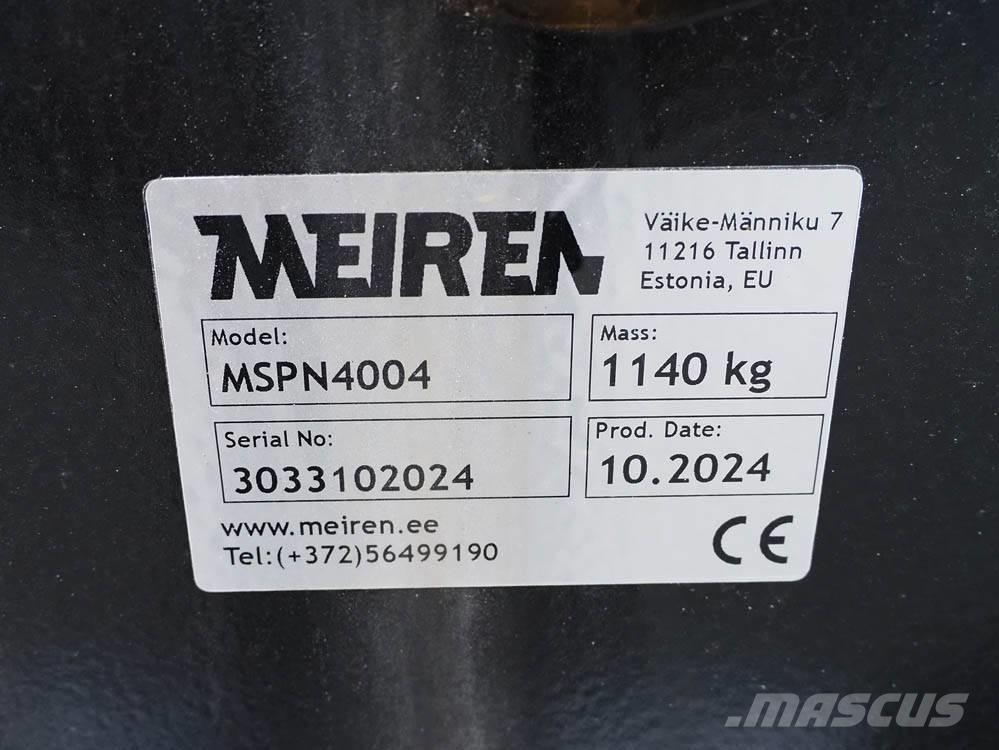 MEIREN
Väike-Männiku 7
11216 Tallinn
Estonia, EU
Model:
MSPN4004
Mass:
1140 kg
Serial No:
3033102024
Prod. Date:
10.2024
www.meiren.ee
Tel:(+372)56499190
CE
.MASCUS